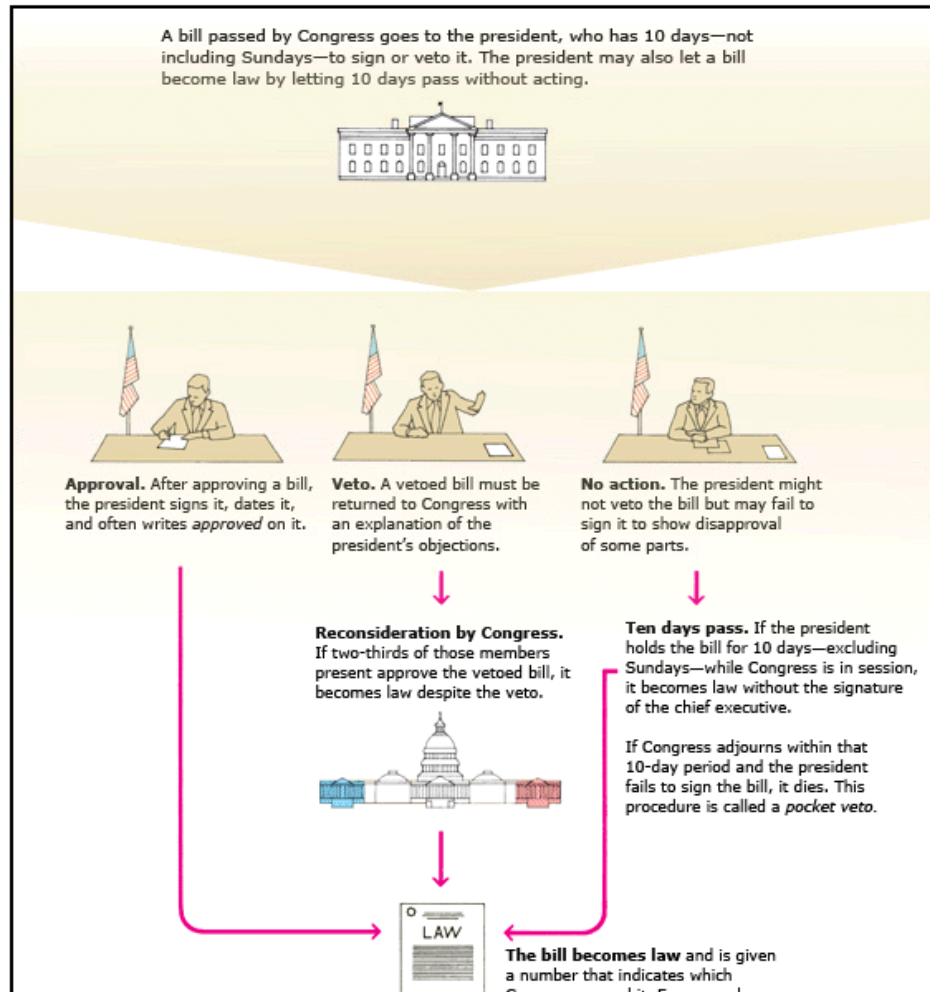 A bill passed by Congress goes to the president, who has 10 days—not
including Sundays—to sign or veto it. The president may also let a bill
become law by letting 10 days pass without acting.
Approval. After approving a bill,
the president signs it, dates it,
and often writes approved on it.
Veto. A vetoed bill must be
returned to Congress with
an explanation of the
president's objections.
No action. The president might
not veto the bill but may fail to
sign it to show disapproval
of some parts.
Reconsideration by Congress.
If two-thirds of those members
present approve the vetoed bill, it
becomes law despite the veto.
Ten days pass. If the president
holds the bill for 10 days—excluding
Sundays—while Congress is in session,
it becomes law without the signature
of the chief executive.
If Congress adjourns within that
10-day period and the president
fails to sign the bill, it dies. This
procedure is called a pocket veto.
LAW
The bill becomes law and is given
a number that indicates which